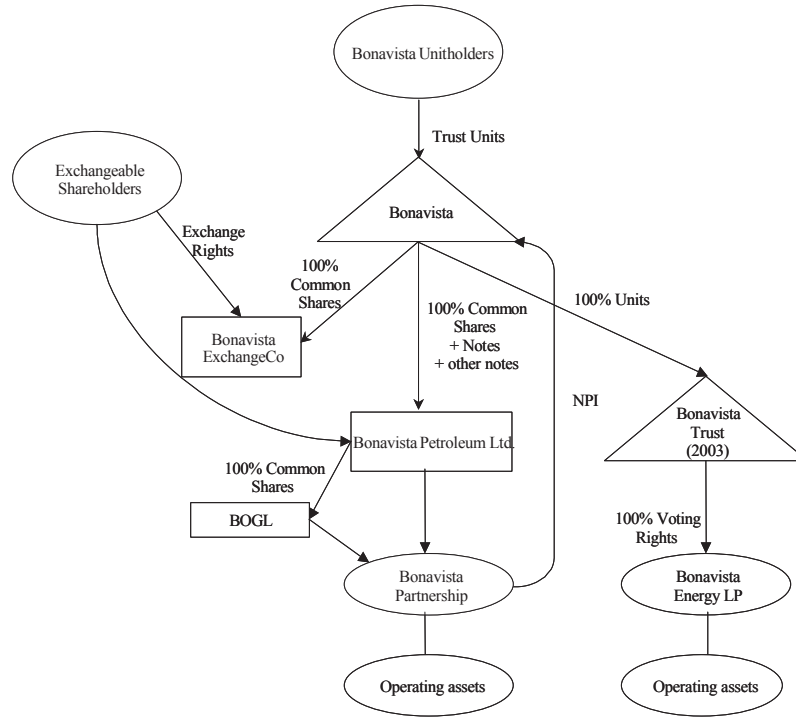 Bonavista Unitholders
Trust Units
Exchangeable
Shareholders
Bonavista
Exchange
Rights
100%
Common
Shares
100% Common
Shares
+ Notes
+ other notes
100% Units
Bonavista
ExchangeCo
NPI
Bonavista
Trust
(2003)
Bonavista Petroleum Ltd.
100% Common
Shares
BOGL
100% Voting
Rights
Bonavista
Partnership
Bonavista
Energy LP
Operating assets
Operating assets